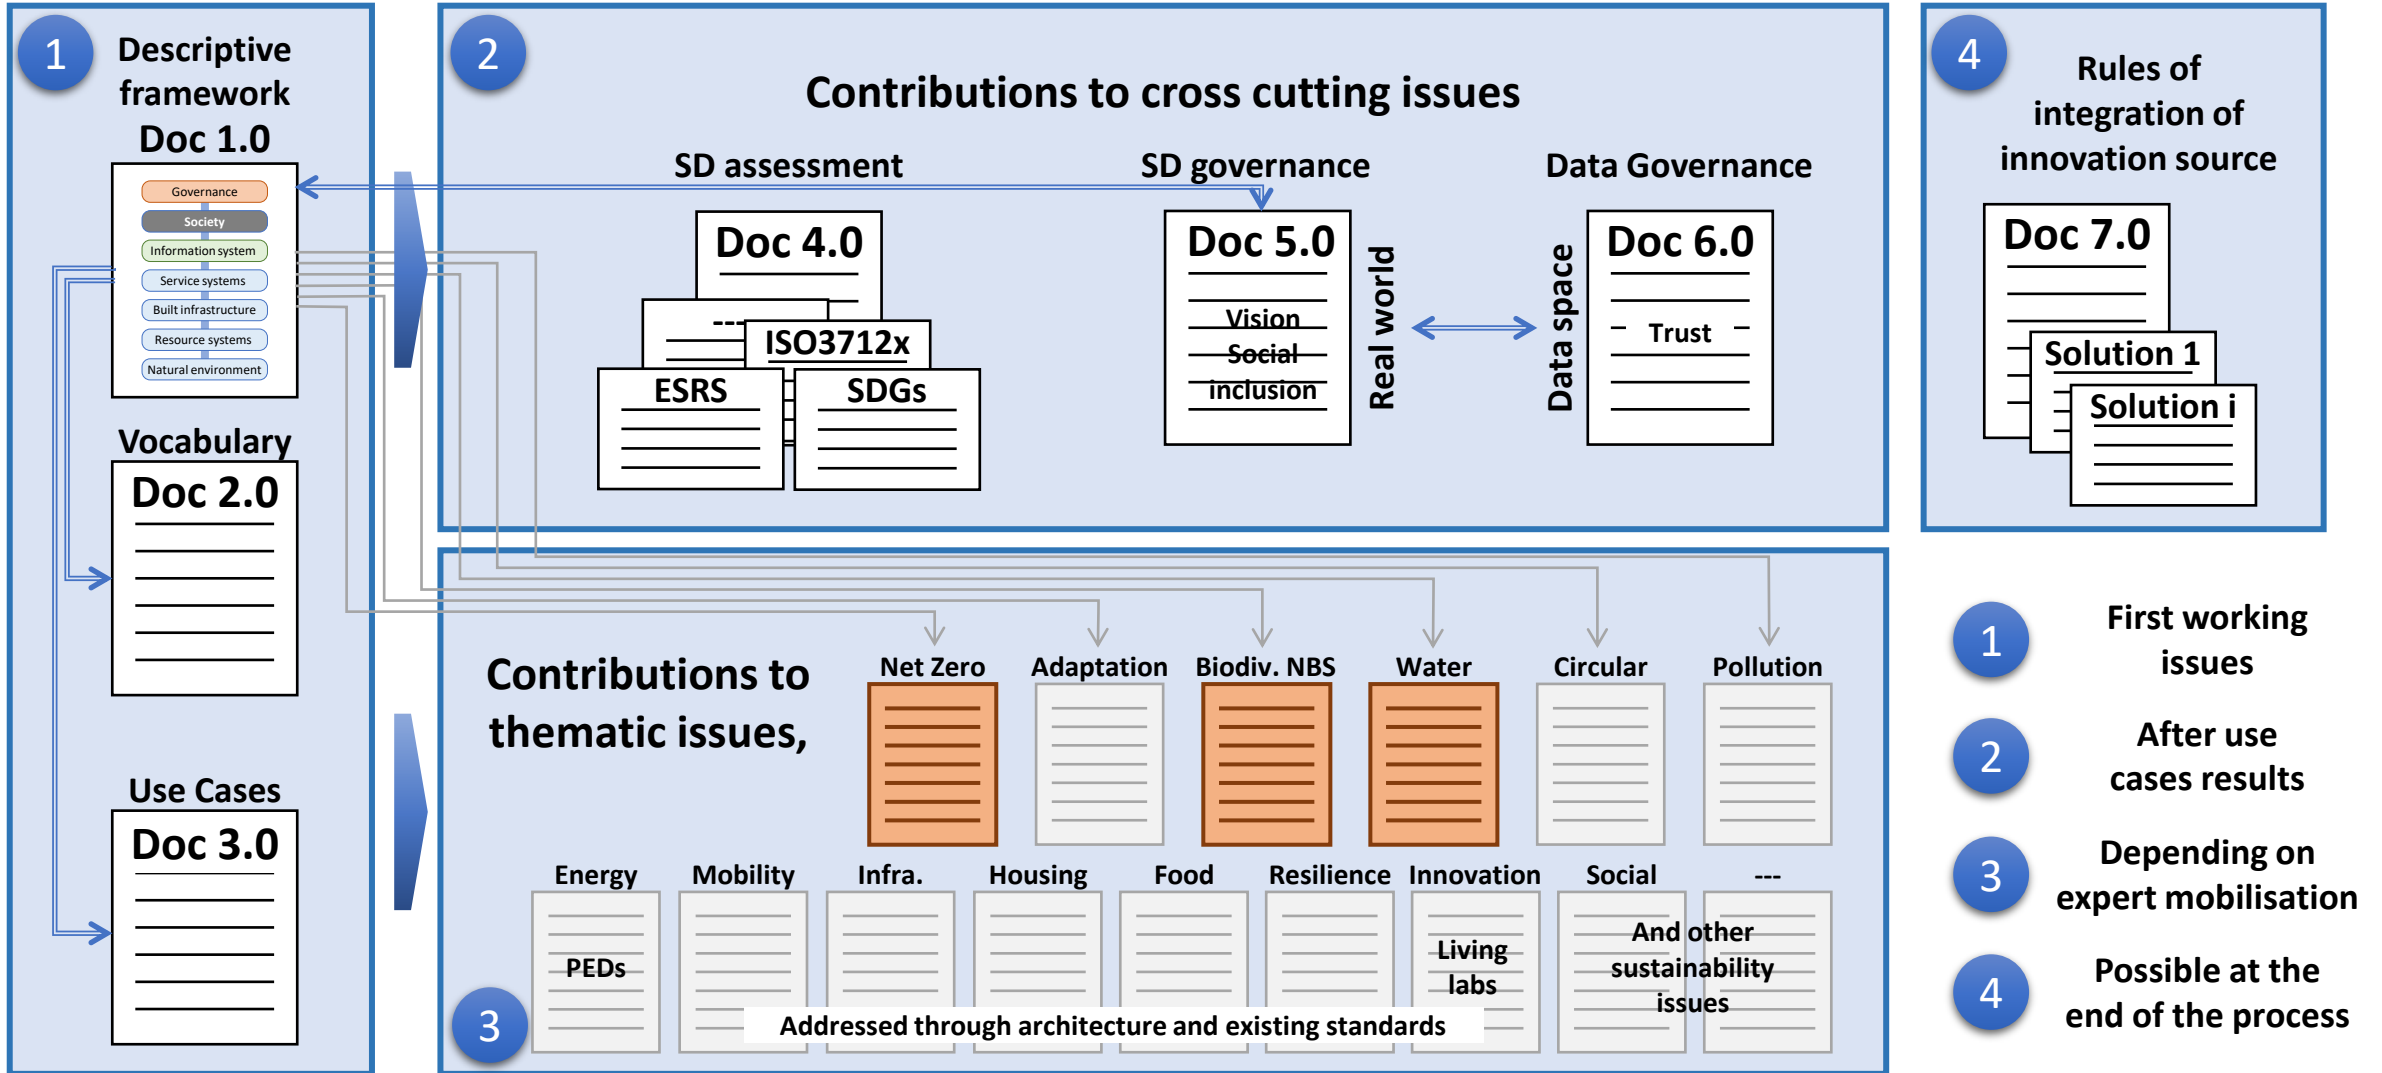 1
Descriptive
framework
Doc 1.0
Governance
Society
Information system
Service systems
Built infrastructure
Resource systems
Natural environment
Vocabulary
Doc 2.0
Use Cases
Doc 3.0
2
Contributions to cross cutting issues
SD assessment
Doc 4.0
---
ISO3712x
ESRS
SDGs
SD governance
Doc 5.0
Vision
Social
inclusion
Real world
Data space
Data Governance
Doc 6.0
Trust
4
Rules of
integration of
innovation source
Doc 7.0
Solution 1
Solution i
Contributions to
thematic issues,
Net Zero
Adaptation
Biodiv. NBS
Water
Circular
Pollution
Energy
Mobility
Infra.
Housing
Food
Resilience
Innovation
Social
---
PEDs
Living
labs
And other
sustainability
issues
Addressed through architecture and existing standards
3
1
First working
issues
2
After use
cases results
3
Depending on
expert mobilisation
4
Possible at the
end of the process